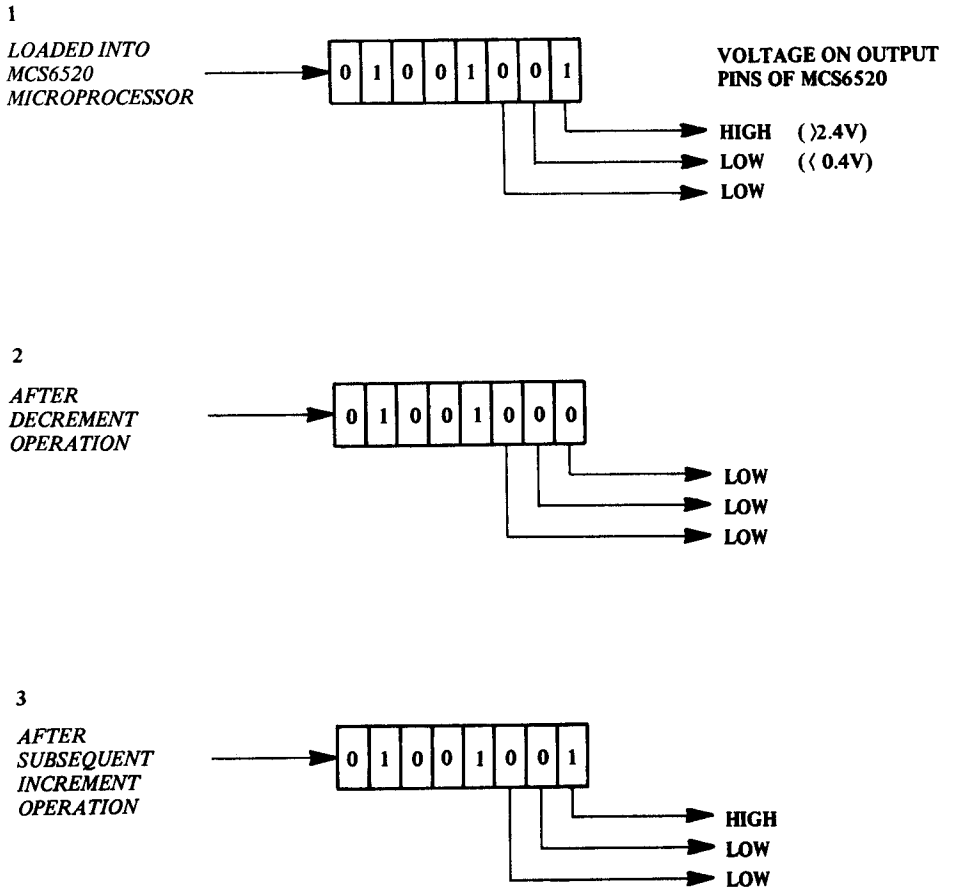 1
LOADED INTO
MCS6520
MICROPROCESSOR
0 1 0 0 1 0 0 1
VOLTAGE ON OUTPUT
PINS OF MCS6520
HIGH ( ⟩2.4V)
LOW (⟨ 0.4V)
LOW
2
AFTER
DECREMENT
OPERATION
0 1 0 0 1 0 0 0
LOW
LOW
LOW
3
AFTER
SUBSEQUENT
INCREMENT
OPERATION
0 1 0 0 1 0 0 1
HIGH
LOW
LOW